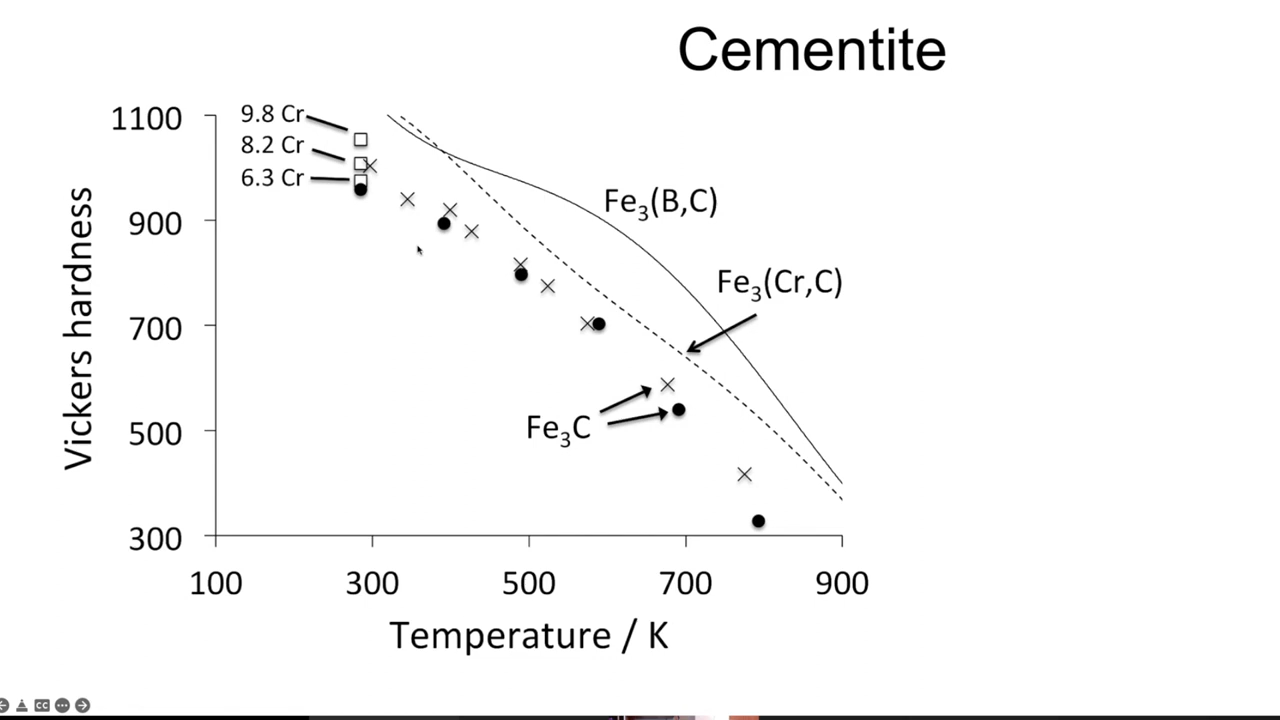 Cementite
1100
900
700
500
300
Vickers hardness
9.8 Cr
8.2 Cr
6.3 Cr
Fe₃(B,C)
Fe₃(Cr,C)
Fe₃C
100 300 500 700 900
Temperature / K
CC